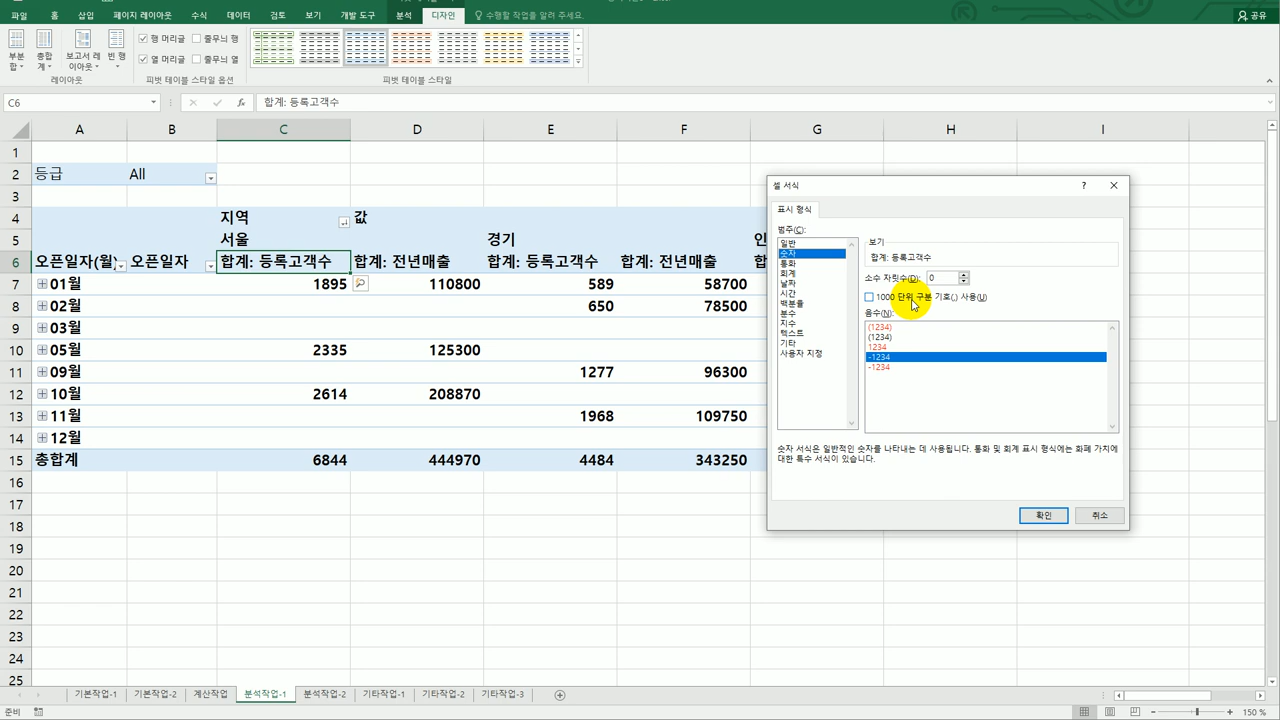 파일 홈 삽입 페이지 레이아웃 수식 데이터 검토 보기 개발 도구 분석 디자인 수행할 작업을 알려 주세요. 공유
부분합 총합계 보고서 레이아웃 빈 행
행 머리글 줄무늬 행
열 머리글 줄무늬 열
레이아웃 피벗 테이블 스타일 옵션 피벗 테이블 스타일
C6 fx 합계: 등록고객수
A B C D E F G H I
1
2 등급 All
3
4 지역 값
5 서울 경기 인
6 오픈일자(월) 오픈일자 합계: 등록고객수 합계: 전년매출 합계: 등록고객수 합계: 전년매출 합
7 01월 1895 110800 589 58700
8 02월 650 78500
9 03월
10 05월 2335 125300
11 09월 1277 96300
12 10월 2614 208870
13 11월 1968 109750
14 12월
15 총합계 6844 444970 4484 343250
16
17
18
19
20
21
22
23
24
25
셀 서식 ?
표시 형식
범주(C):
일반
숫자
통화
회계
날짜
시간
백분율
분수
지수
텍스트
기타
사용자 지정
보기
합계: 등록고객수
소수 자릿수(D): 0
1000 단위 구분 기호(,) 사용(U)
음수(N):
(1234)
(1234)
1234
-1234
-1234
숫자 서식은 일반적인 숫자를 나타내는 데 사용됩니다. 통화 및 회계 표시 형식에는 화폐 가치에
대한 특수 서식이 있습니다.
확인 취소
기본작업-1 기본작업-2 계산작업 분석작업-1 분석작업-2 기타작업-1 기타작업-2 기타작업-3
준비 150 %